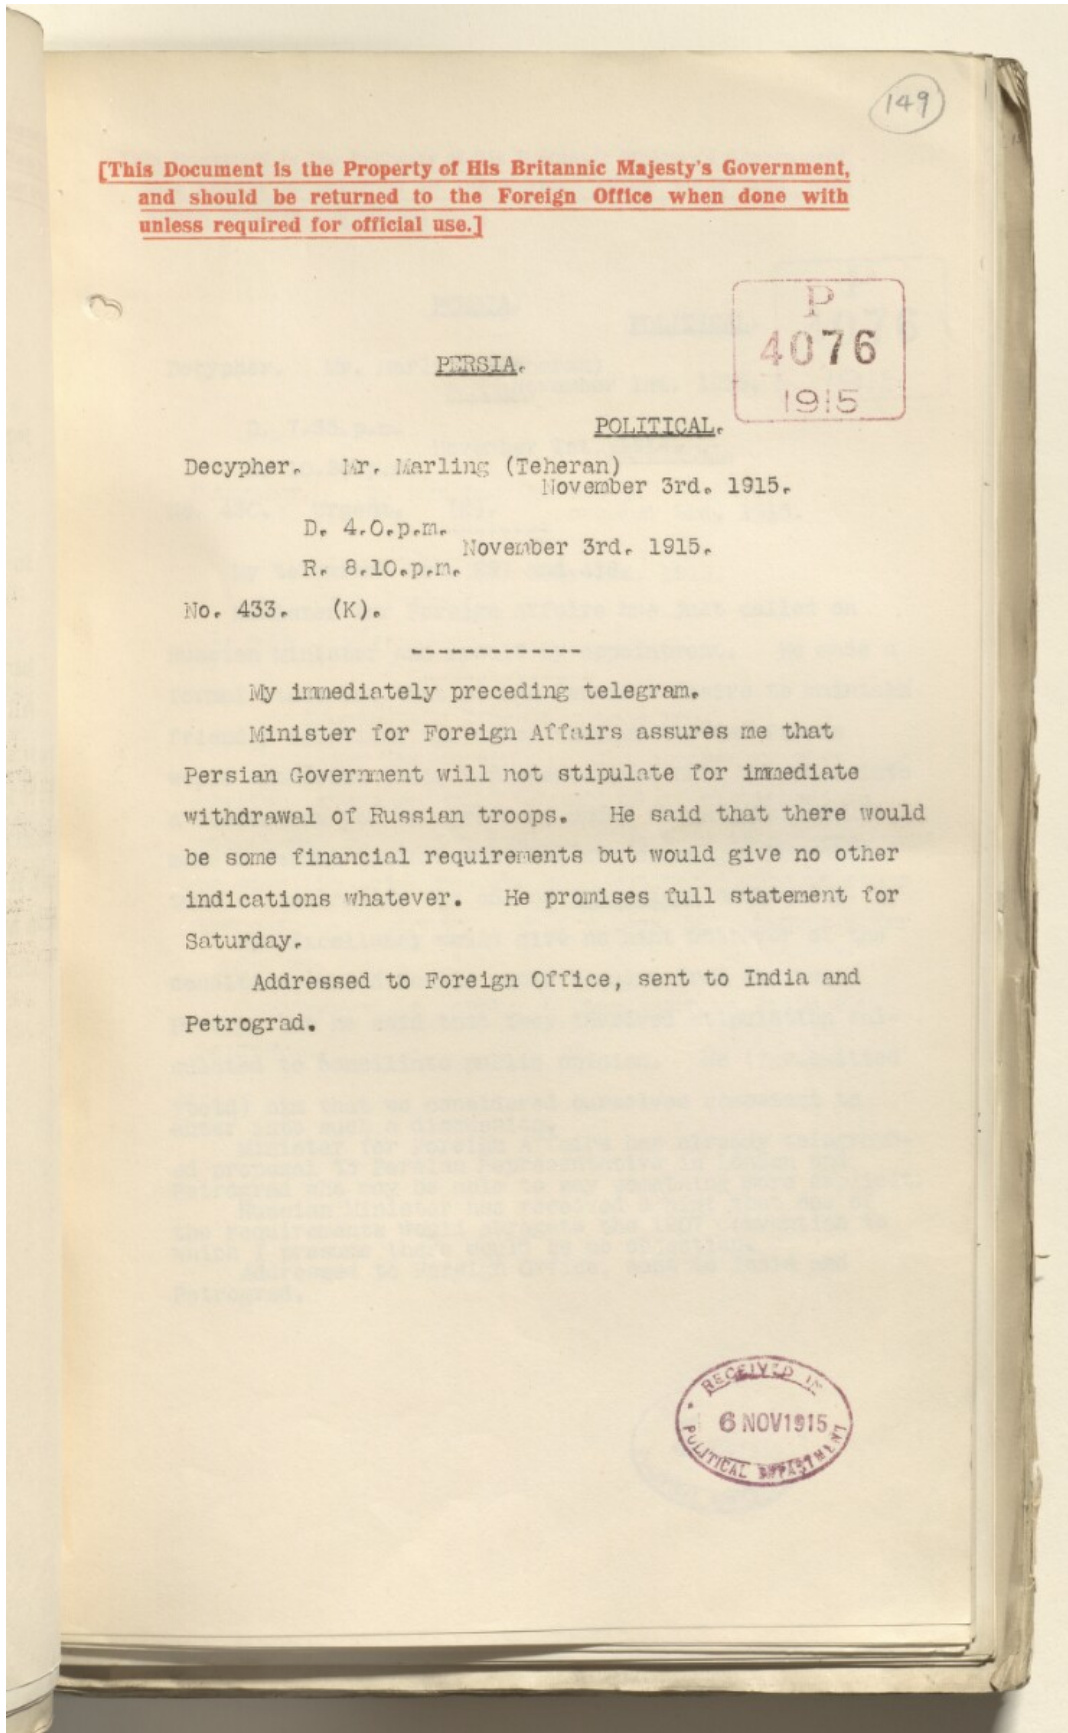 149
[This Document is the Property of His Britannic Majesty's Government,
and should be returned to the Foreign Office when done with
unless required for official use.]
P
4076
1915
PERSIA.
POLITICAL.
Decypher. Mr. Marling (Teheran)
November 3rd. 1915.
D. 4.0.p.m.
November 3rd. 1915.
R. 8.10.p.m.
No. 433. (K).
-------------
My immediately preceding telegram.
Minister for Foreign Affairs assures me that
Persian Government will not stipulate for immediate
withdrawal of Russian troops. He said that there would
be some financial requirements but would give no other
indications whatever. He promises full statement for
Saturday.
Addressed to Foreign Office, sent to India and
Petrograd.
RECEIVED IN
6 NOV 1915
POLITICAL DEPARTMENT